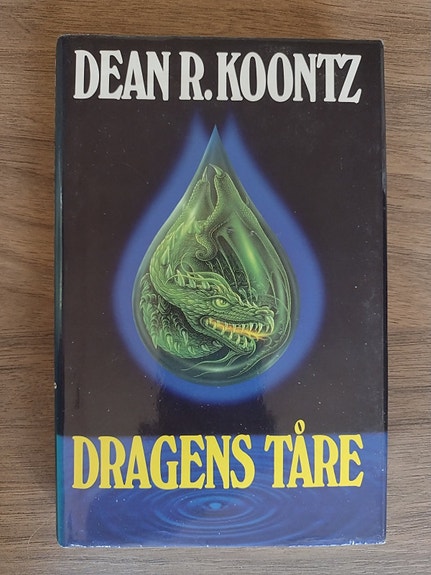 DEAN R. KOONTZ
DRAGENS TÅRE